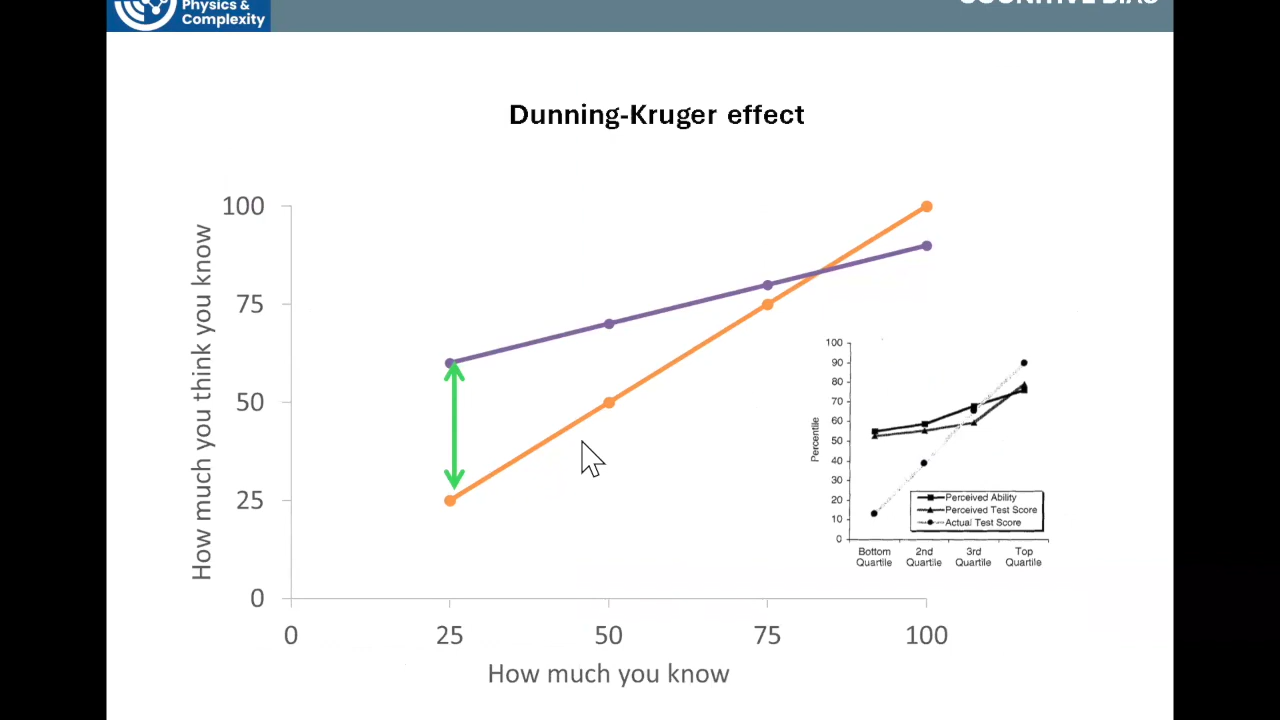 Physics &
Complexity
COGNITIVE BIAS
Dunning-Kruger effect
How much you think you know
100
75
50
25
0
0 25 50 75 100
How much you know
Percentile
100
90
80
70
60
50
40
30
20
10
0
Perceived Ability
Perceived Test Score
Actual Test Score
Bottom 2nd 3rd Top
Quartile Quartile Quartile Quartile